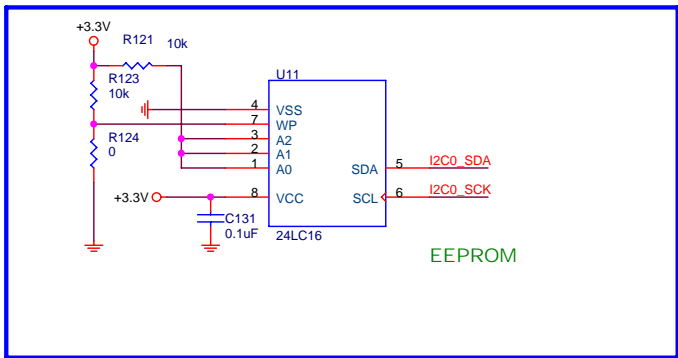 +3.3V
R121
10k
R123
10k
U11
4
VSS
7
WP
R124
0
3
A2
2
A1
1
A0
SDA
5
I2C0_SDA
+3.3V
8
VCC
SCL
6
I2C0_SCK
C131
0.1uF
24LC16
EEPROM